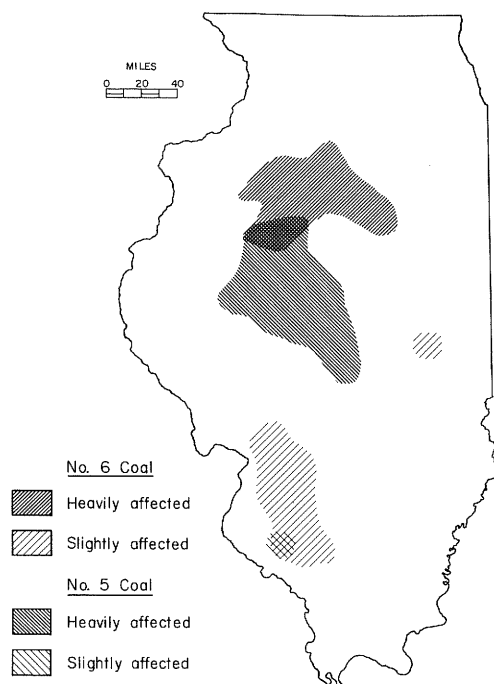 MILES
0 20 40
No. 6 Coal
Heavily affected
Slightly affected
No. 5 Coal
Heavily affected
Slightly affected